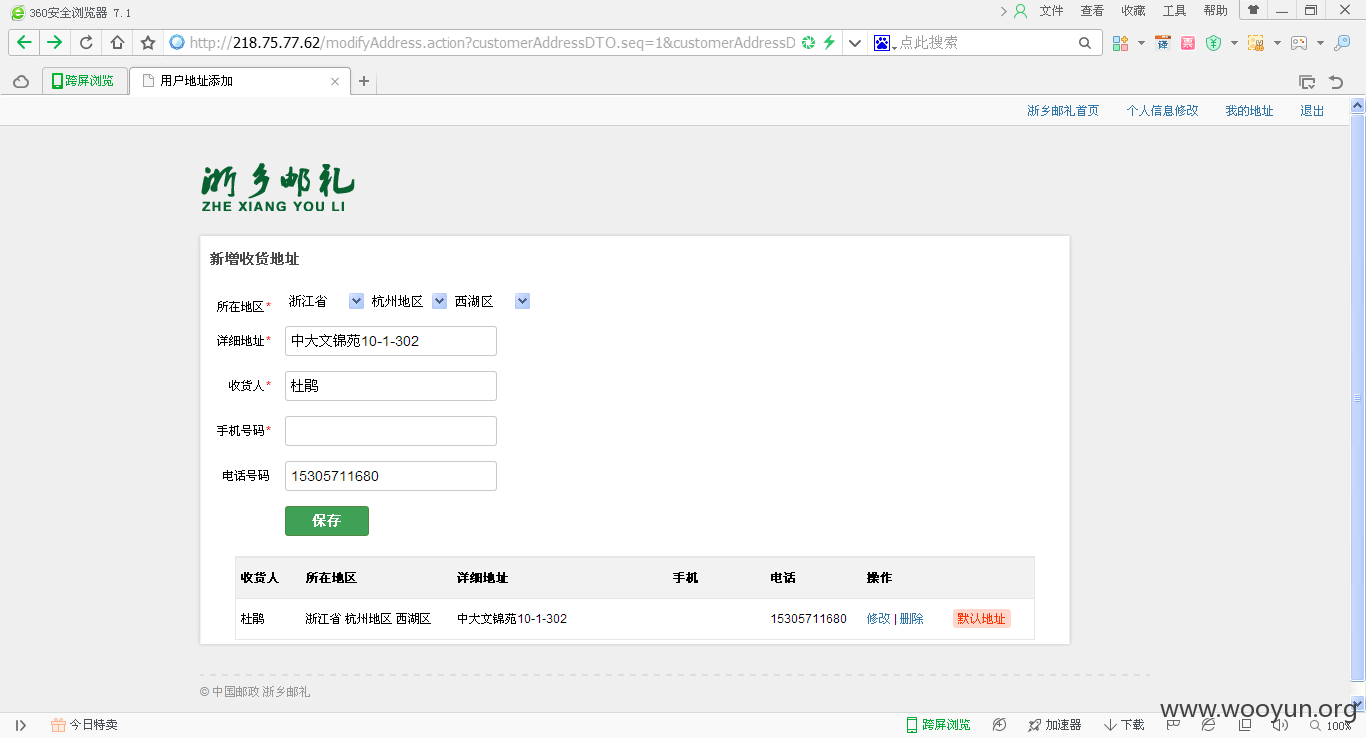 360安全浏览器 7.1
文件 查看 收藏 工具 帮助
http://218.75.77.62/modifyAddress.action?customerAddressDTO.seq=1&customerAddressD
点此搜索
跨屏浏览
用户地址添加
浙乡邮礼首页 个人信息修改 我的地址 退出
浙乡邮礼
ZHE XIANG YOU LI
新增收货地址
所在地区* 浙江省 杭州地区 西湖区
详细地址* 中大文锦苑10-1-302
收货人* 杜鹃
手机号码*
电话号码 15305711680
保存
收货人 所在地区 详细地址 手机 电话 操作
杜鹃 浙江省 杭州地区 西湖区 中大文锦苑10-1-302 15305711680 修改 | 删除 默认地址
© 中国邮政 浙乡邮礼
www.wooyun.org
今日特卖
跨屏浏览 加速器 下载 100%